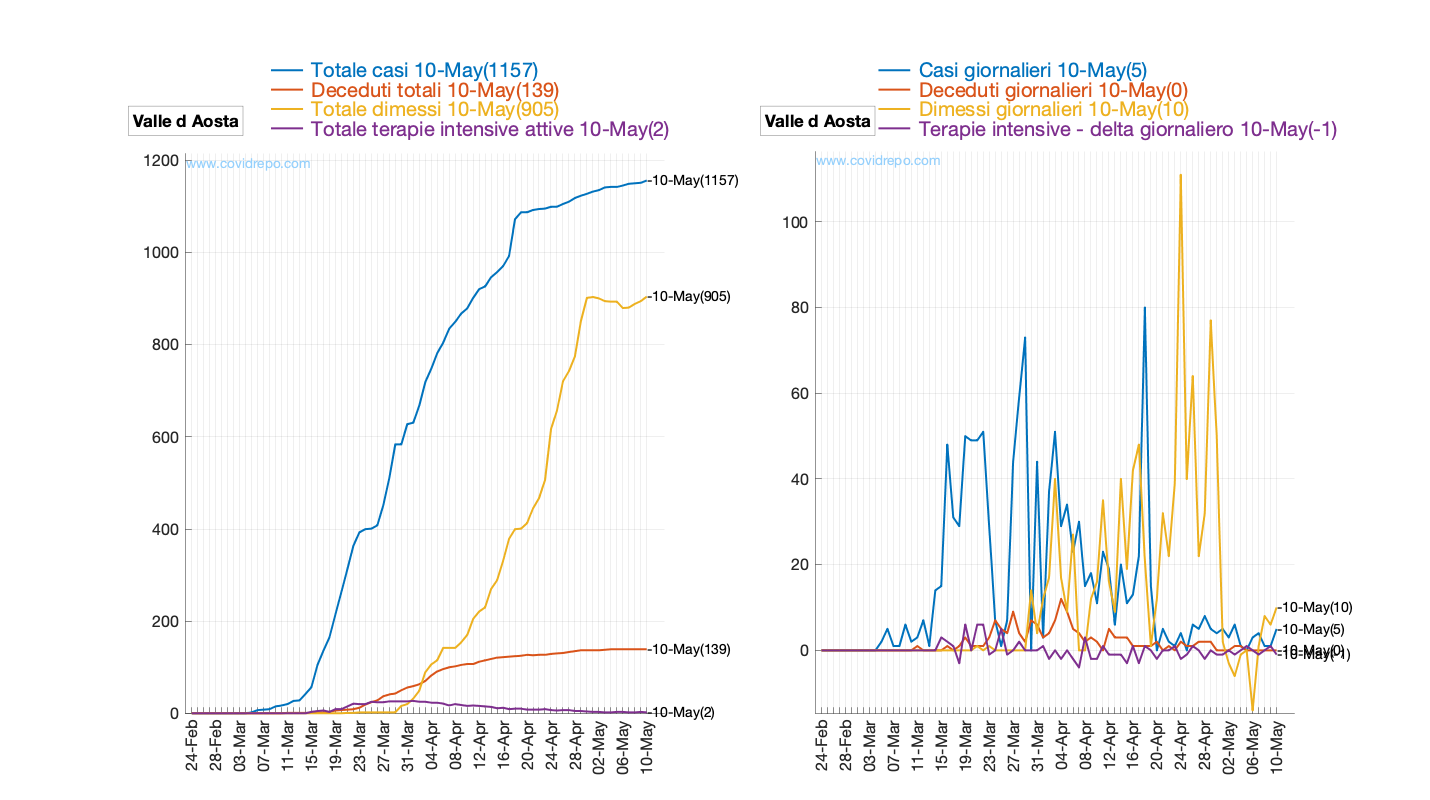 Totale casi 10-May(1157)
Deceduti totali 10-May(139)
Totale dimessi 10-May(905)
Totale terapie intensive attive 10-May(2)
Valle d Aosta
www.covidrepo.com
1200
1000
800
600
400
200
0
-10-May(1157)
-10-May(905)
-10-May(139)
-10-May(2)
24-Feb
28-Feb
03-Mar
07-Mar
11-Mar
15-Mar
19-Mar
23-Mar
27-Mar
31-Mar
04-Apr
08-Apr
12-Apr
16-Apr
20-Apr
24-Apr
28-Apr
02-May
06-May
10-May
Casi giornalieri 10-May(5)
Deceduti giornalieri 10-May(0)
Dimessi giornalieri 10-May(10)
Terapie intensive - delta giornaliero 10-May(-1)
Valle d Aosta
www.covidrepo.com
100
80
60
40
20
0
-10-May(10)
-10-May(5)
-10-May(0)
-10-May(-1)
24-Feb
28-Feb
03-Mar
07-Mar
11-Mar
15-Mar
19-Mar
23-Mar
27-Mar
31-Mar
04-Apr
08-Apr
12-Apr
16-Apr
20-Apr
24-Apr
28-Apr
02-May
06-May
10-May